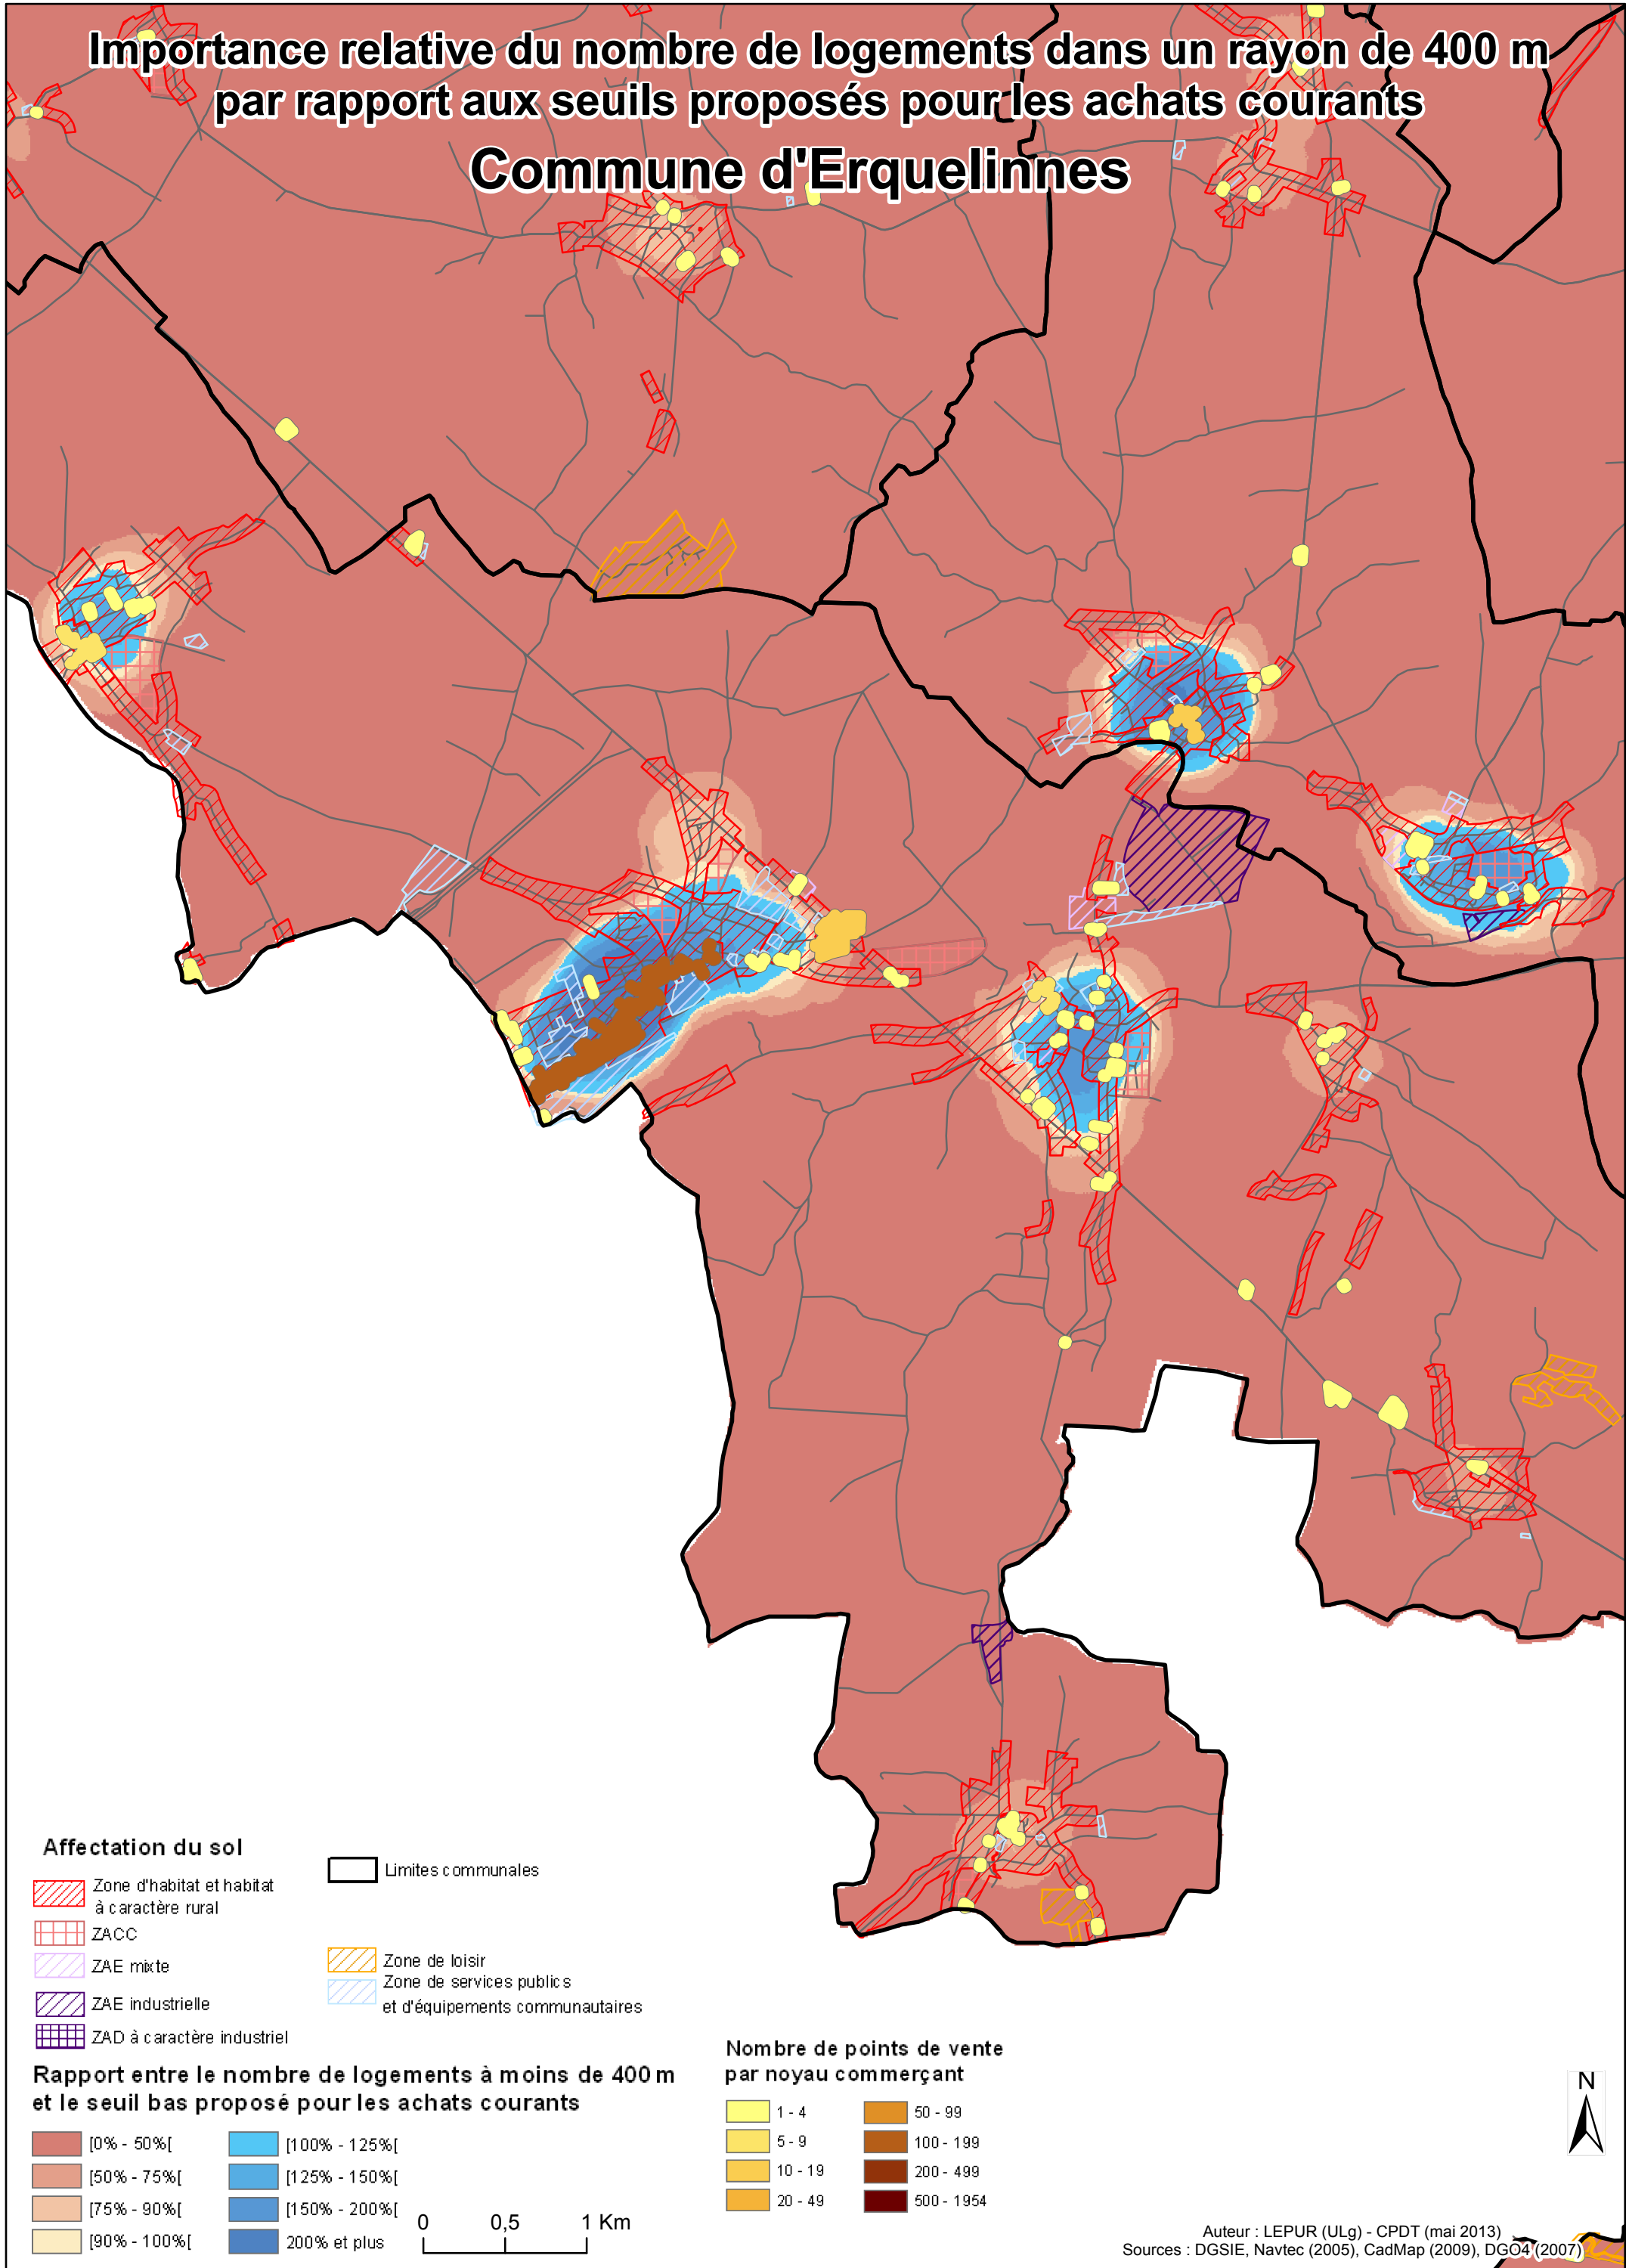 Importance relative du nombre de logements dans un rayon de 400 m
par rapport aux seuils proposés pour les achats courants
Commune d'Erquelinnes
Affectation du sol
Zone d'habitat et habitat
à caractère rural
ZACC
ZAE mixte
ZAE industrielle
ZAD à caractère industriel
Limites communales
Zone de loisir
Zone de services publics
et d'équipements communautaires
Rapport entre le nombre de logements à moins de 400 m
et le seuil bas proposé pour les achats courants
[0% - 50%[
[50% - 75%[
[75% - 90%[
[90% - 100%[
[100% - 125%[
[125% - 150%[
[150% - 200%[
200% et plus
0 0,5 1 Km
Nombre de points de vente
par noyau commerçant
1 - 4
5 - 9
10 - 19
20 - 49
50 - 99
100 - 199
200 - 499
500 - 1954
N
Auteur : LEPUR (ULg) - CPDT (mai 2013)
Sources : DGSIE, Navtec (2005), CadMap (2009), DGO4 (2007)